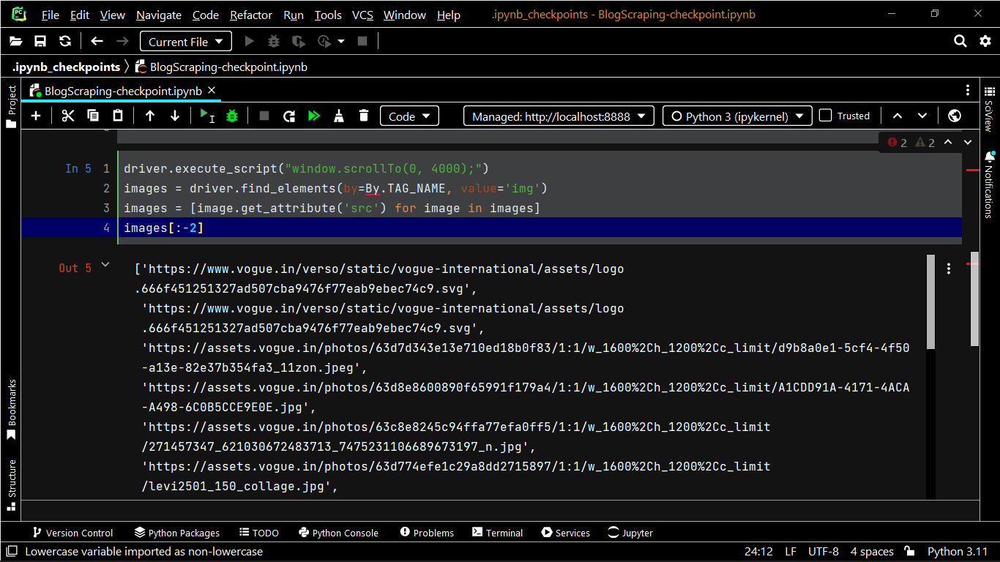 PC File Edit View Navigate Code Refactor Run Tools VCS Window Help .ipynb_checkpoints - BlogScraping-checkpoint.ipynb
Current File
.ipynb_checkpoints BlogScraping-checkpoint.ipynb
Project
BlogScraping-checkpoint.ipynb
Code Managed: http://localhost:8888 Python 3 (ipykernel) Trusted
SciView
2 2
Notifications
In 5 1 driver.execute_script("window.scrollTo(0, 4000);")
2 images = driver.find_elements(by=By.TAG_NAME, value='img')
3 images = [image.get_attribute('src') for image in images]
4 images[:-2]
Out 5 ['https://www.vogue.in/verso/static/vogue-international/assets/logo
.666f451251327ad507cba9476f77eab9ebec74c9.svg',
'https://www.vogue.in/verso/static/vogue-international/assets/logo
.666f451251327ad507cba9476f77eab9ebec74c9.svg',
'https://assets.vogue.in/photos/63d7d343e13e710ed18b0f83/1:1/w_1600%2Ch_1200%2Cc_limit/d9b8a0e1-5cf4-4f50
-a13e-82e37b354fa3_11zon.jpeg',
'https://assets.vogue.in/photos/63d8e8600890f65991f179a4/1:1/w_1600%2Ch_1200%2Cc_limit/A1CDD91A-4171-4ACA
-A498-6C0B5CCE9E0E.jpg',
'https://assets.vogue.in/photos/63c8e8245c94ffa77efa0ff5/1:1/w_1600%2Ch_1200%2Cc_limit
/271457347_621030672483713_7475231106689673197_n.jpg',
'https://assets.vogue.in/photos/63d774efe1c29a8dd2715897/1:1/w_1600%2Ch_1200%2Cc_limit
/levi2501_150_collage.jpg',
Bookmarks
Structure
Version Control Python Packages TODO Python Console Problems Terminal Services Jupyter
Lowercase variable imported as non-lowercase 24:12 LF UTF-8 4 spaces Python 3.11